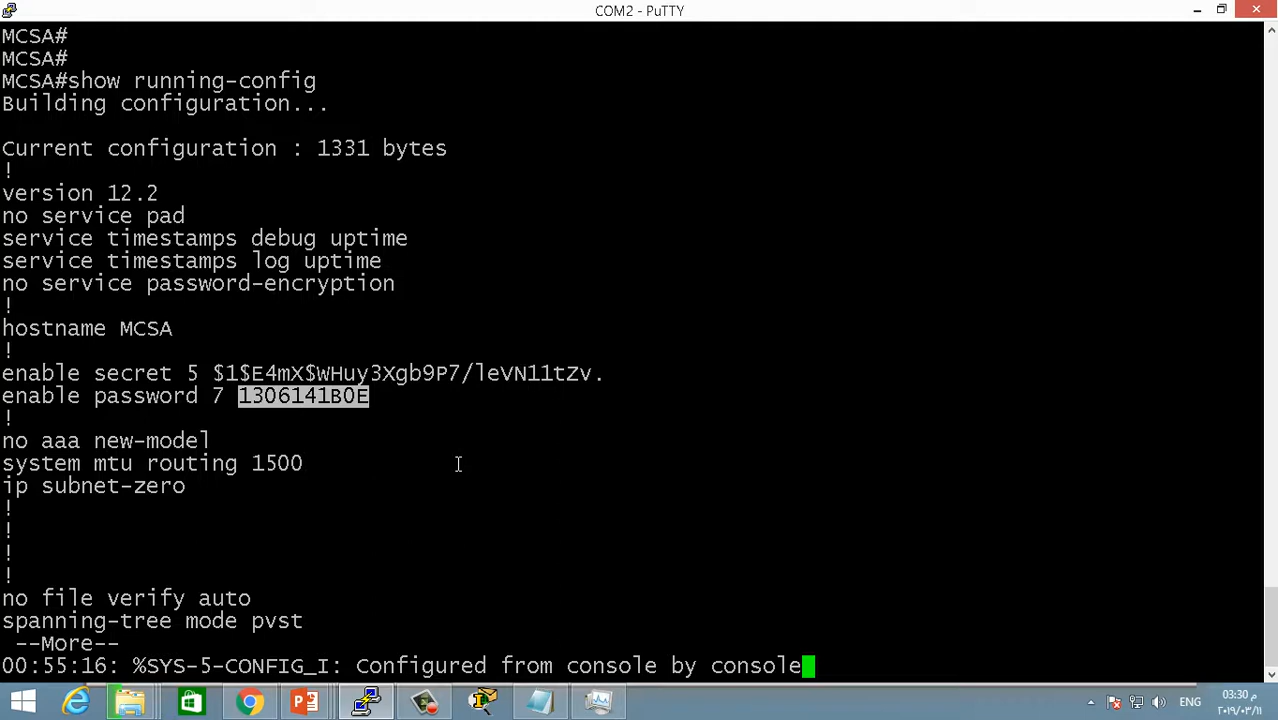 COM2 - PuTTY
MCSA#
MCSA#
MCSA#show running-config
Building configuration...
Current configuration : 1331 bytes
!
version 12.2
no service pad
service timestamps debug uptime
service timestamps log uptime
no service password-encryption
!
hostname MCSA
!
enable secret 5 $1$E4mX$wHuy3Xgb9P7/leVN11tZv.
enable password 7 1306141B0E
!
no aaa new-model
system mtu routing 1500
ip subnet-zero
!
!
!
!
no file verify auto
spanning-tree mode pvst
--More--
00:55:16: %SYS-5-CONFIG_I: Configured from console by console
ENG
03:30 م
٢٠١٩/٠٣/١١